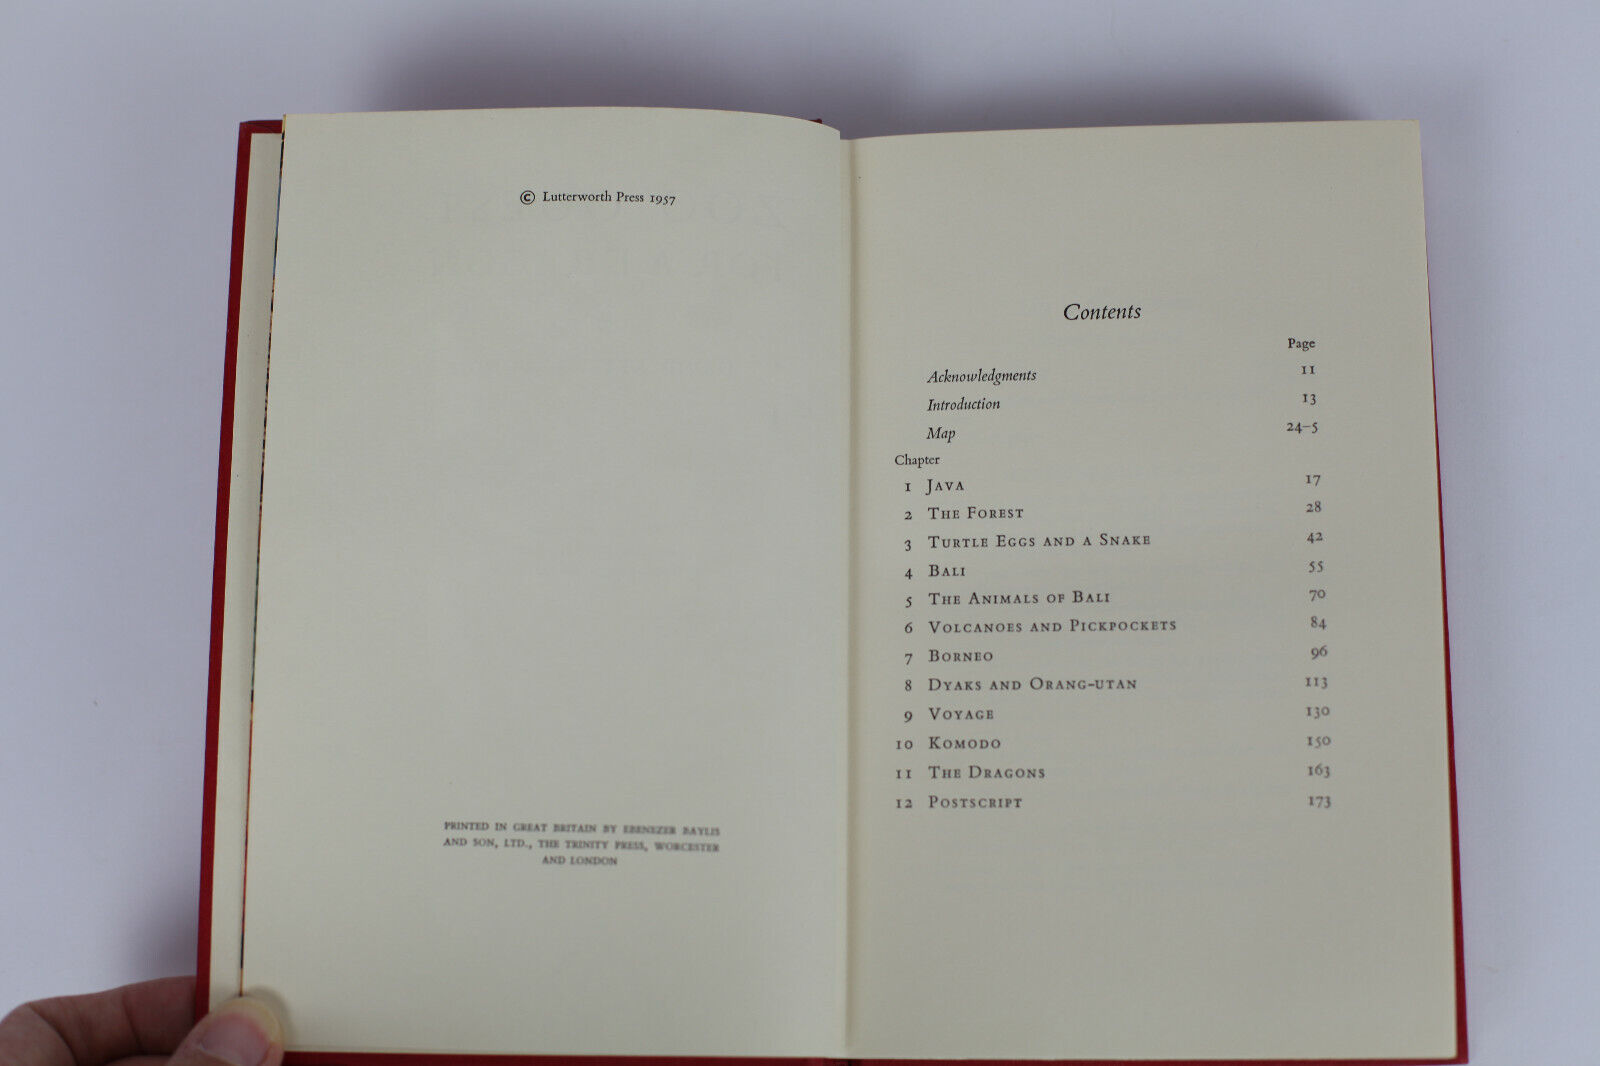 © Lutterworth Press 1957
PRINTED IN GREAT BRITAIN BY EBENEZER BAYLIS
AND SON, LTD., THE TRINITY PRESS, WORCESTER
AND LONDON
Contents
Page
Acknowledgments 11
Introduction 13
Map 24–5
Chapter
1 JAVA 17
2 THE FOREST 28
3 TURTLE EGGS AND A SNAKE 42
4 BALI 55
5 THE ANIMALS OF BALI 70
6 VOLCANOES AND PICKPOCKETS 84
7 BORNEO 96
8 DYAKS AND ORANG-UTAN 113
9 VOYAGE 130
10 KOMODO 150
11 THE DRAGONS 163
12 POSTSCRIPT 173